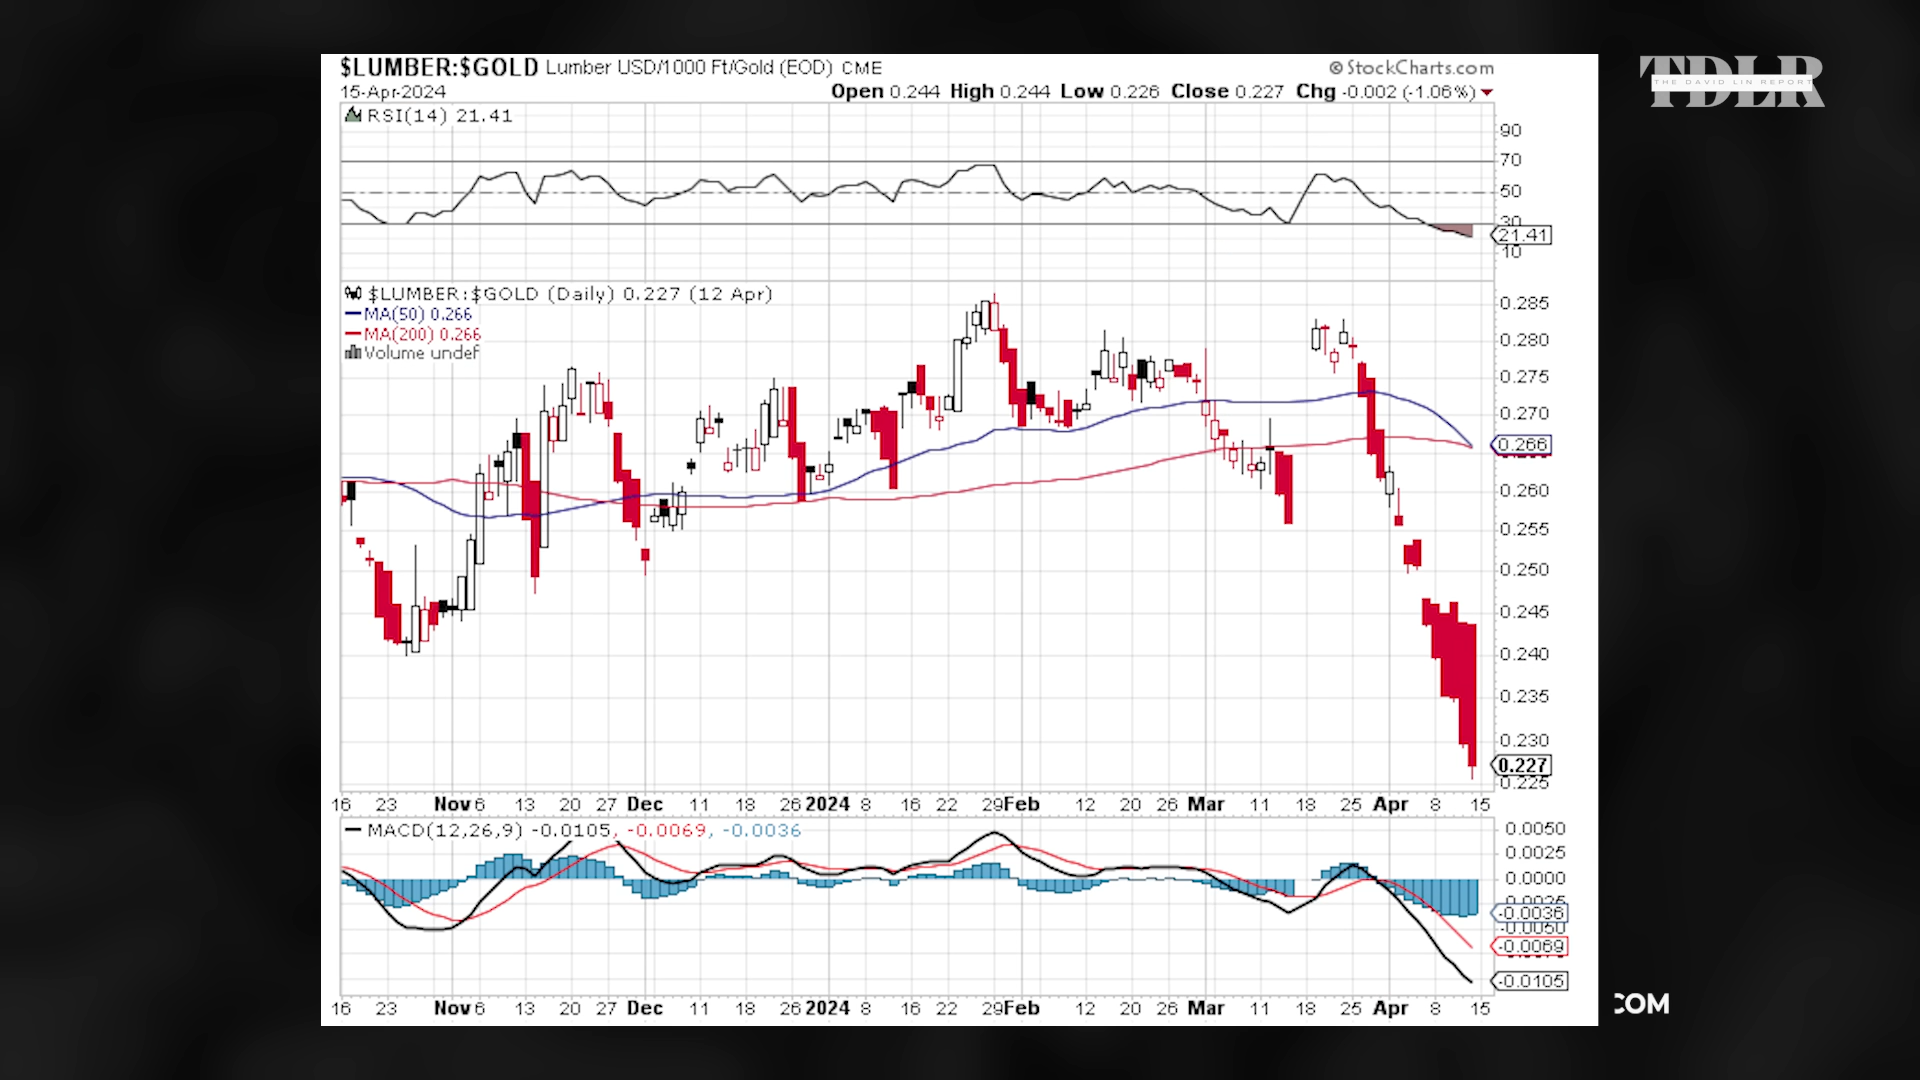 $LUMBER:$GOLD Lumber USD/1000 Ft/Gold (EOD) CME
© StockCharts.com
TDLR
THE DAVID LIN REPORT
15-Apr-2024
Open 0.244 High 0.244 Low 0.226 Close 0.227 Chg -0.002 (-1.06%)
RSI(14) 21.41
90
70
50
30
21.41
10
$LUMBER:$GOLD (Daily) 0.227 (12 Apr)
MA(50) 0.266
MA(200) 0.266
Volume undef
0.285
0.280
0.275
0.270
0.266
0.260
0.255
0.250
0.245
0.240
0.235
0.230
0.227
0.225
16 23 Nov 6 13 20 27 Dec 11 18 26 2024 8 16 22 29 Feb 12 20 26 Mar 11 18 25 Apr 8 15
MACD(12,26,9) -0.0105, -0.0069, -0.0036
0.0050
0.0025
0.0000
-0.0036
-0.0050
-0.0069
-0.0105
16 23 Nov 6 13 20 27 Dec 11 18 26 2024 8 16 22 29 Feb 12 20 26 Mar 11 18 25 Apr 8 15
.COM